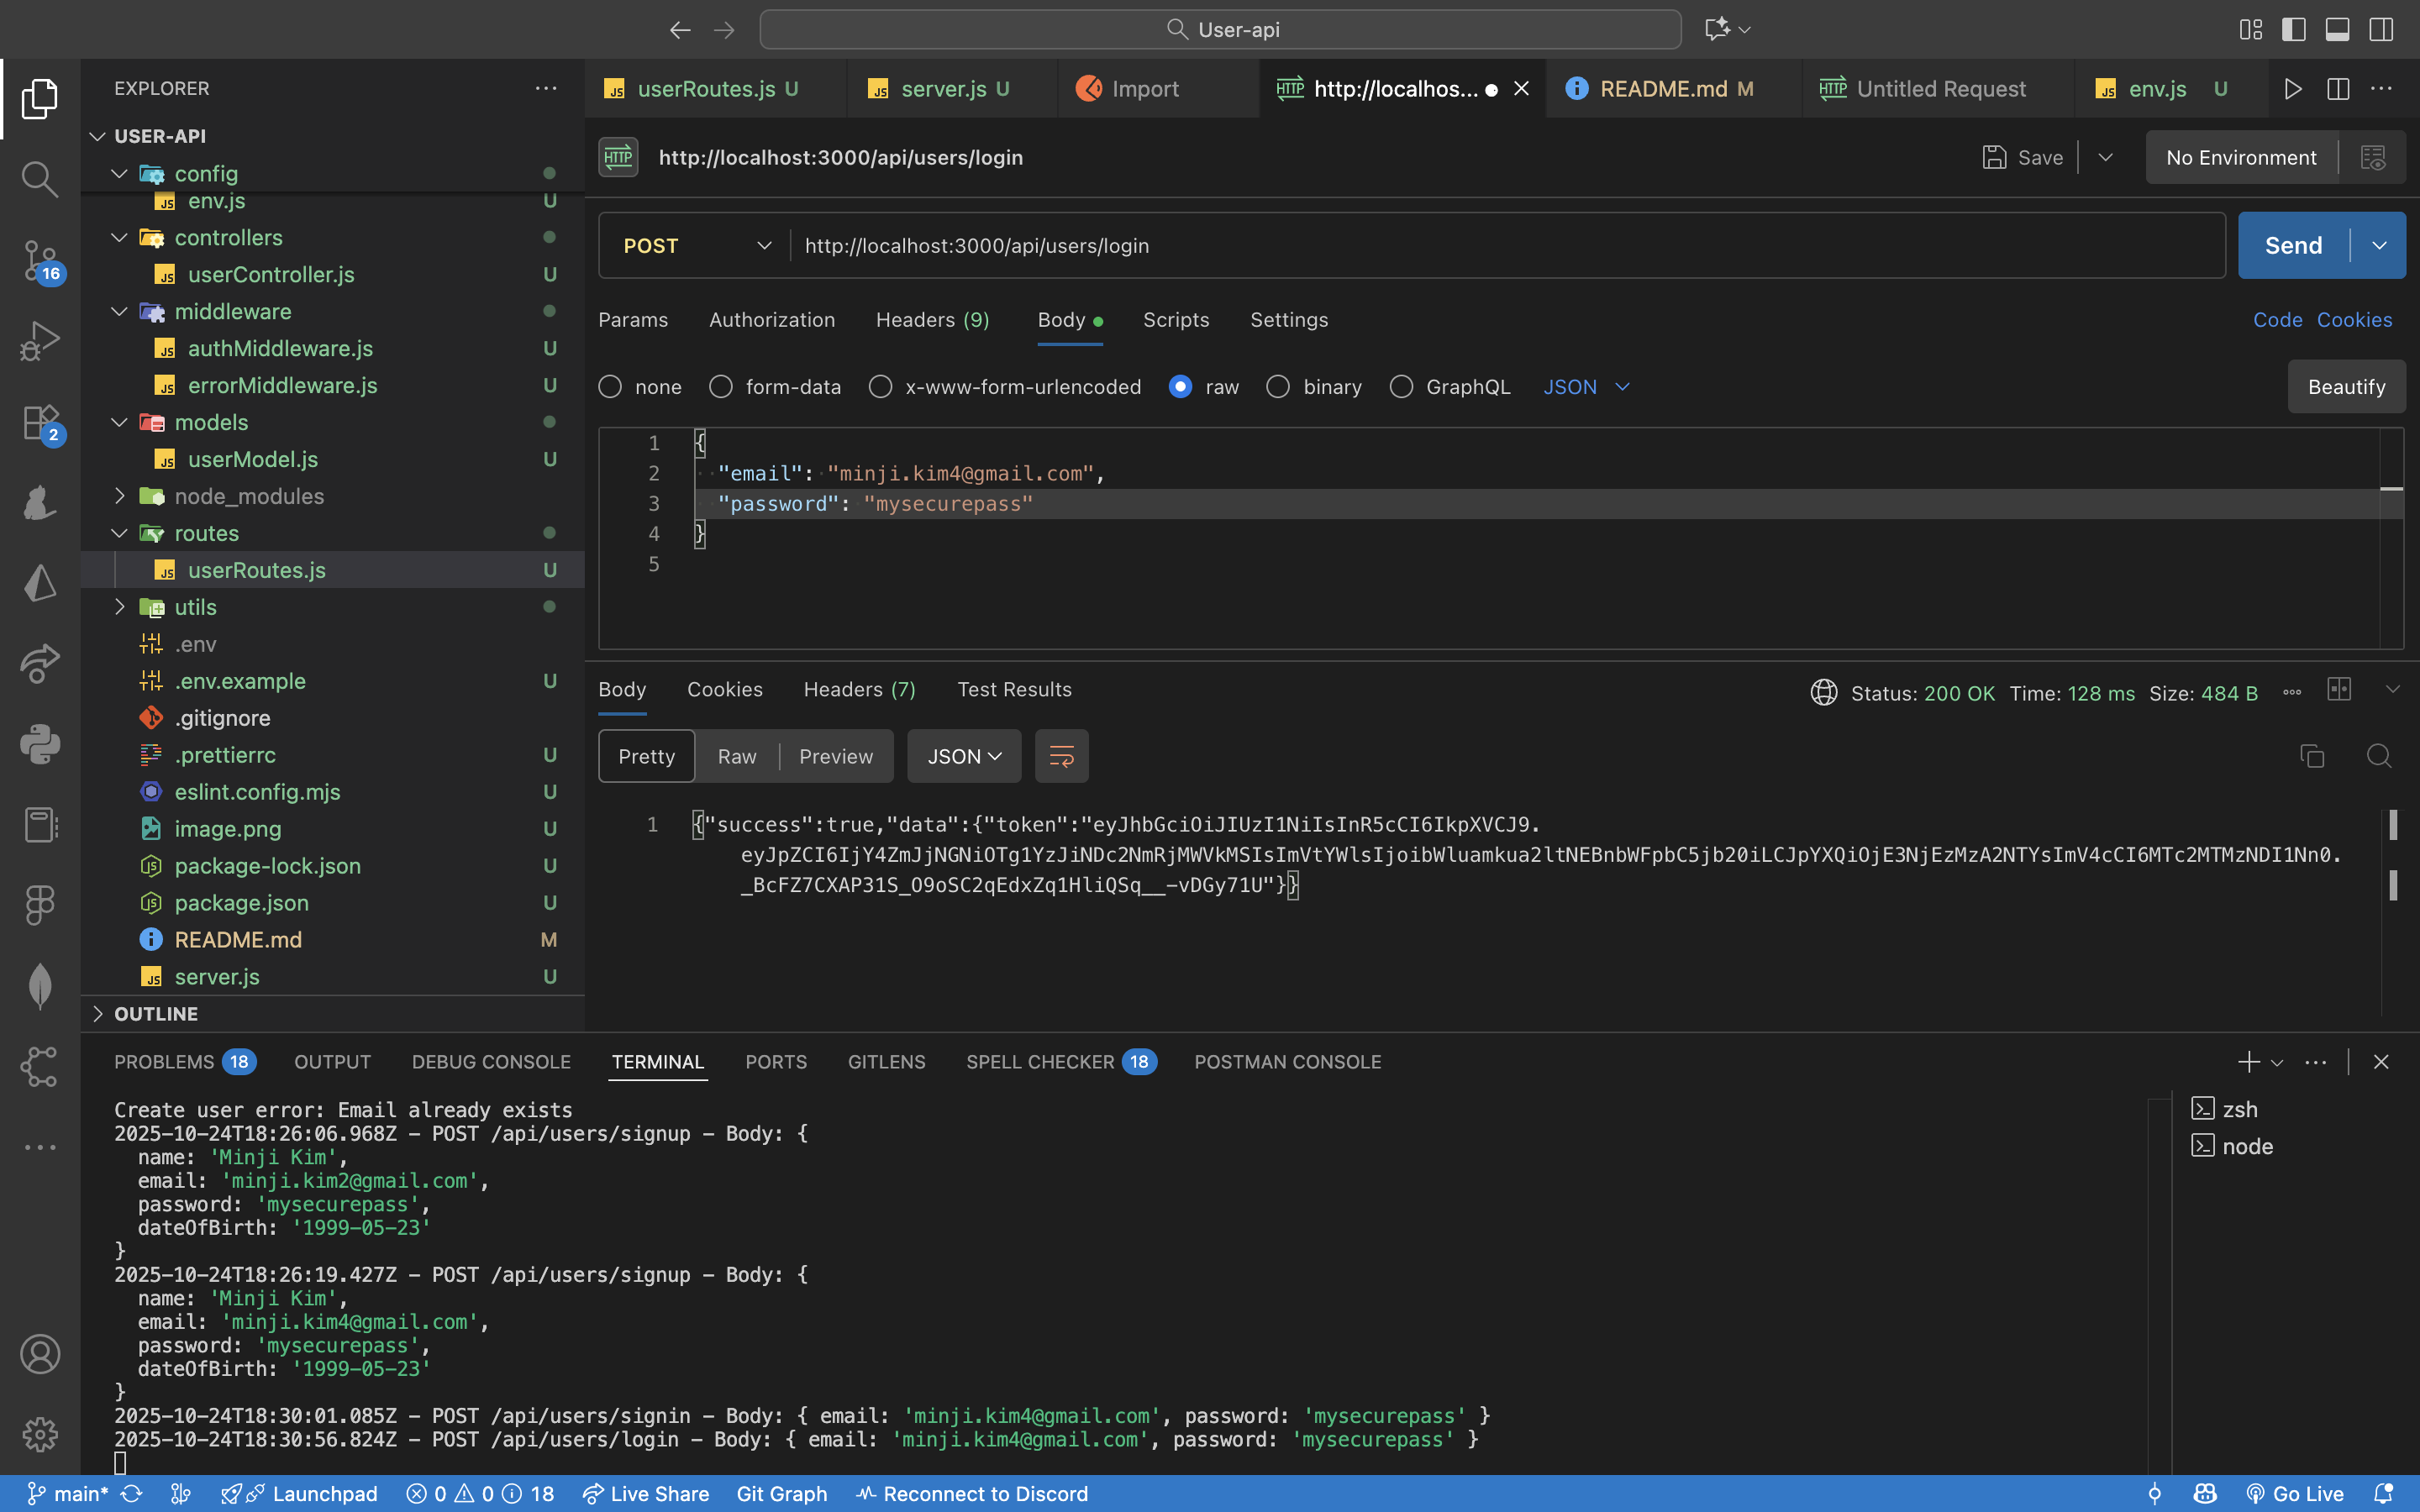 User-api
EXPLORER
USER-API
config
env.js U
controllers
userController.js U
middleware
authMiddleware.js U
errorMiddleware.js U
models
userModel.js U
node_modules
routes
userRoutes.js U
utils
.env
.env.example U
.gitignore
.prettierrc U
eslint.config.mjs U
image.png U
package-lock.json U
package.json U
README.md M
server.js U
OUTLINE
16
2
userRoutes.js U server.js U Import http://localhos... README.md M Untitled Request env.js U
http://localhost:3000/api/users/login Save No Environment
POST http://localhost:3000/api/users/login Send
Params Authorization Headers (9) Body Scripts Settings Code Cookies
none form-data x-www-form-urlencoded raw binary GraphQL JSON Beautify
1 {
2 "email": "minji.kim4@gmail.com",
3 "password": "mysecurepass"
4 }
5
Body Cookies Headers (7) Test Results Status: 200 OK Time: 128 ms Size: 484 B
Pretty Raw Preview JSON
1 {"success":true,"data":{"token":"eyJhbGciOiJIUzI1NiIsInR5cCI6IkpXVCJ9.
eyJpZCI6IjY4ZmJjNGNiOTg1YzJiNDc2NmRjMWVkMSIsImVtYWlsIjoibWluamkua2ltNEBnbWFpbC5jb20iLCJpYXQiOjE3NjEzMzA2NTYsImV4cCI6MTc2MTMzNDI1Nn0.
_BcFZ7CXAP31S_O9oSC2qEdxZq1HliQSq__-vDGy71U"}}
PROBLEMS 18 OUTPUT DEBUG CONSOLE TERMINAL PORTS GITLENS SPELL CHECKER 18 POSTMAN CONSOLE
Create user error: Email already exists
2025-10-24T18:26:06.968Z - POST /api/users/signup - Body: {
name: 'Minji Kim',
email: 'minji.kim2@gmail.com',
password: 'mysecurepass',
dateOfBirth: '1999-05-23'
}
2025-10-24T18:26:19.427Z - POST /api/users/signup - Body: {
name: 'Minji Kim',
email: 'minji.kim4@gmail.com',
password: 'mysecurepass',
dateOfBirth: '1999-05-23'
}
2025-10-24T18:30:01.085Z - POST /api/users/signin - Body: { email: 'minji.kim4@gmail.com', password: 'mysecurepass' }
2025-10-24T18:30:56.824Z - POST /api/users/login - Body: { email: 'minji.kim4@gmail.com', password: 'mysecurepass' }
zsh
node
main* Launchpad 0 0 18 Live Share Git Graph Reconnect to Discord Go Live